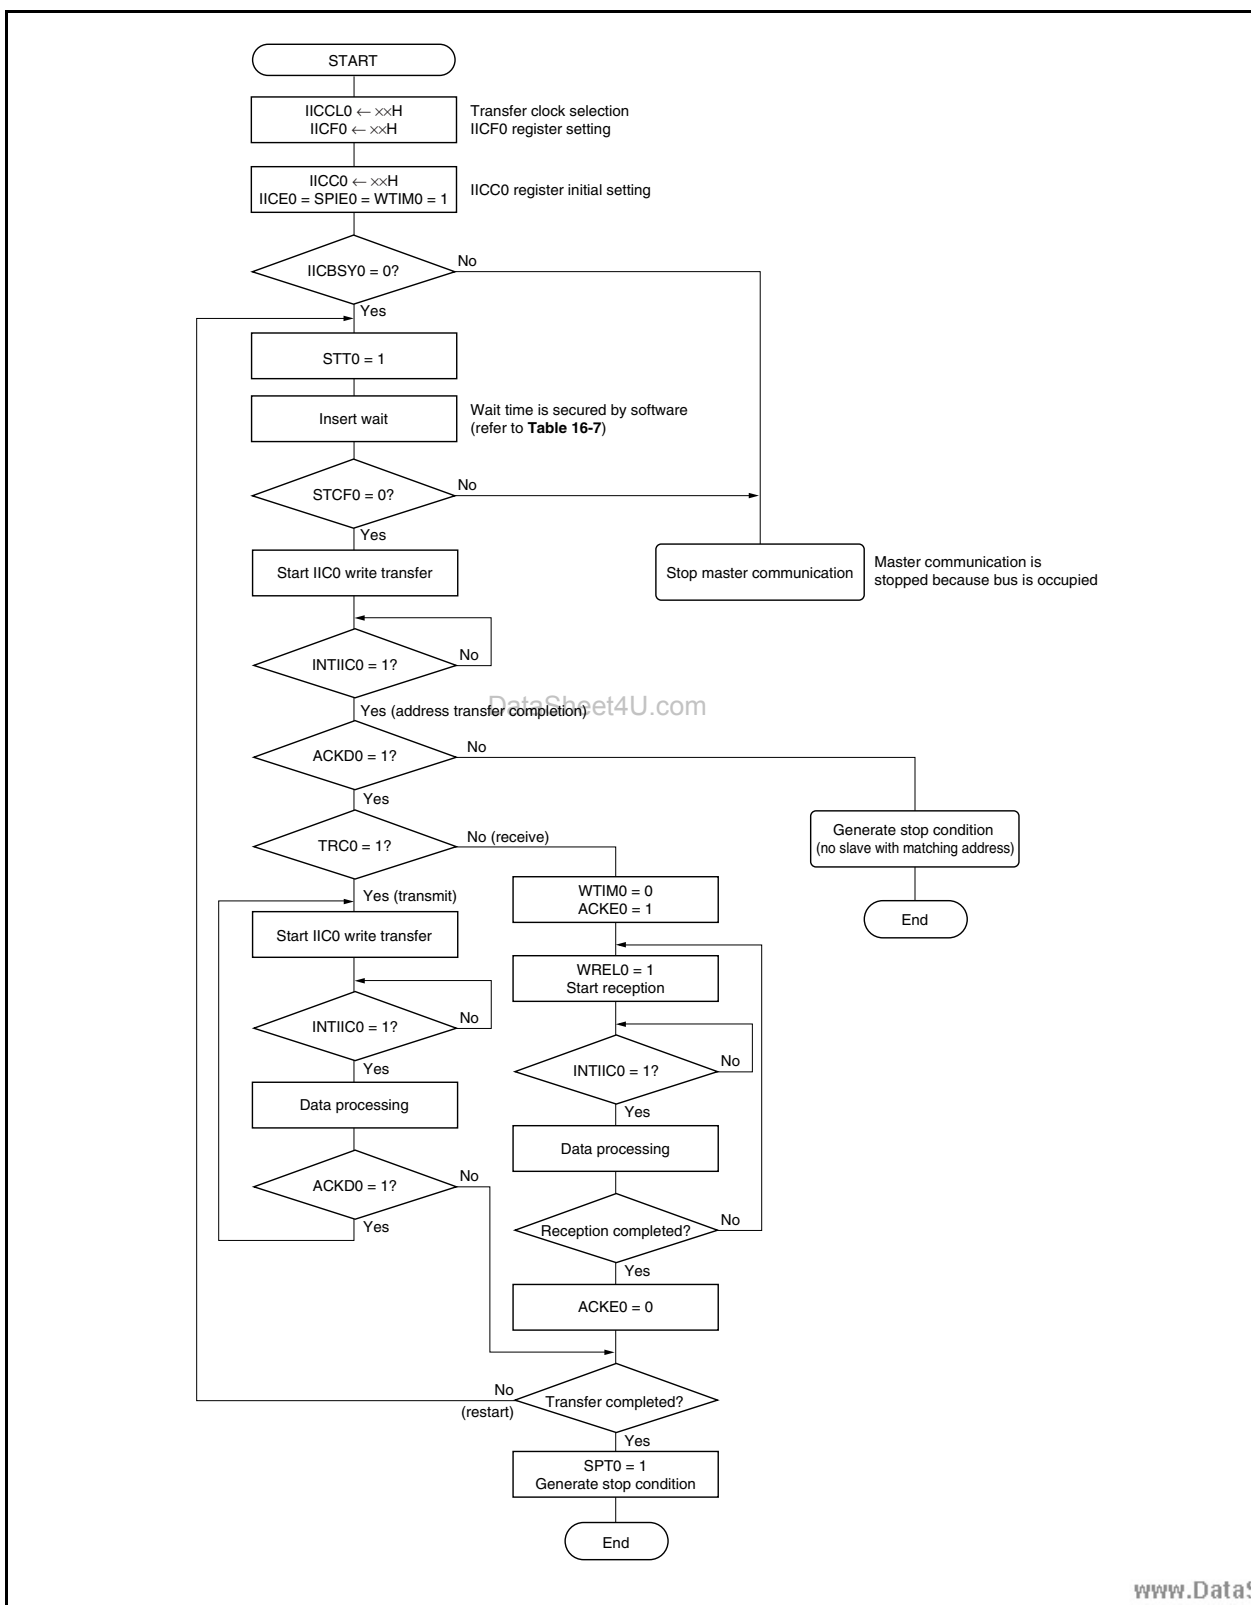 START
IICCL0 ← ××H
IICF0 ← ××H
Transfer clock selection
IICF0 register setting
IICC0 ← ××H
IICE0 = SPIE0 = WTIM0 = 1
IICC0 register initial setting
IICBSY0 = 0?
No
Yes
STT0 = 1
Insert wait
Wait time is secured by software
(refer to Table 16-7)
STCF0 = 0?
No
Yes
Start IIC0 write transfer
Stop master communication
Master communication is
stopped because bus is occupied
INTIIC0 = 1?
No
DataSheet4U.com
Yes (address transfer completion)
ACKD0 = 1?
No
Yes
Generate stop condition
(no slave with matching address)
End
TRC0 = 1?
No (receive)
Yes (transmit)
WTIM0 = 0
ACKE0 = 1
Start IIC0 write transfer
WREL0 = 1
Start reception
INTIIC0 = 1?
No
Yes
INTIIC0 = 1?
No
Yes
Data processing
Data processing
ACKD0 = 1?
No
Yes
Reception completed?
No
Yes
ACKE0 = 0
Transfer completed?
No
(restart)
Yes
SPT0 = 1
Generate stop condition
End
www.DataS